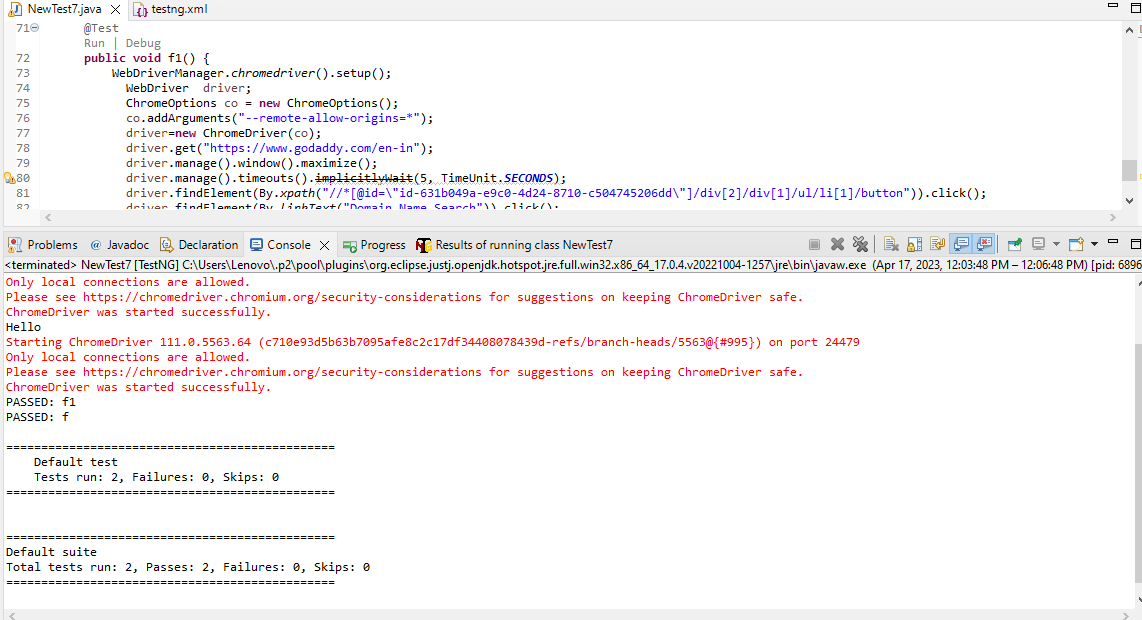 NewTest7.java testng.xml
71 @Test
Run | Debug
72 public void f1() {
73 WebDriverManager.chromedriver().setup();
74 WebDriver driver;
75 ChromeOptions co = new ChromeOptions();
76 co.addArguments("--remote-allow-origins=*");
77 driver=new ChromeDriver(co);
78 driver.get("https://www.godaddy.com/en-in");
79 driver.manage().window().maximize();
80 driver.manage().timeouts().implicitlyWait(5, TimeUnit.SECONDS);
81 driver.findElement(By.xpath("//*[@id=\"id-631b049a-e9c0-4d24-8710-c504745206dd\"]/div[2]/div[1]/ul/li[1]/button")).click();
82 driver.findElement(By.linkText("Domain Name Search")).click();
Problems @ Javadoc Declaration Console Progress Results of running class NewTest7
<terminated> NewTest7 [TestNG] C:\Users\Lenovo\.p2\pool\plugins\org.eclipse.justj.openjdk.hotspot.jre.full.win32.x86_64_17.0.4.v20221004-1257\jre\bin\javaw.exe (Apr 17, 2023, 12:03:48 PM – 12:06:48 PM) [pid: 6896
Only local connections are allowed.
Please see https://chromedriver.chromium.org/security-considerations for suggestions on keeping ChromeDriver safe.
ChromeDriver was started successfully.
Hello
Starting ChromeDriver 111.0.5563.64 (c710e93d5b63b7095afe8c2c17df34408078439d-refs/branch-heads/5563@{#995}) on port 24479
Only local connections are allowed.
Please see https://chromedriver.chromium.org/security-considerations for suggestions on keeping ChromeDriver safe.
ChromeDriver was started successfully.
PASSED: f1
PASSED: f
===============================================
Default test
Tests run: 2, Failures: 0, Skips: 0
===============================================
===============================================
Default suite
Total tests run: 2, Passes: 2, Failures: 0, Skips: 0
===============================================